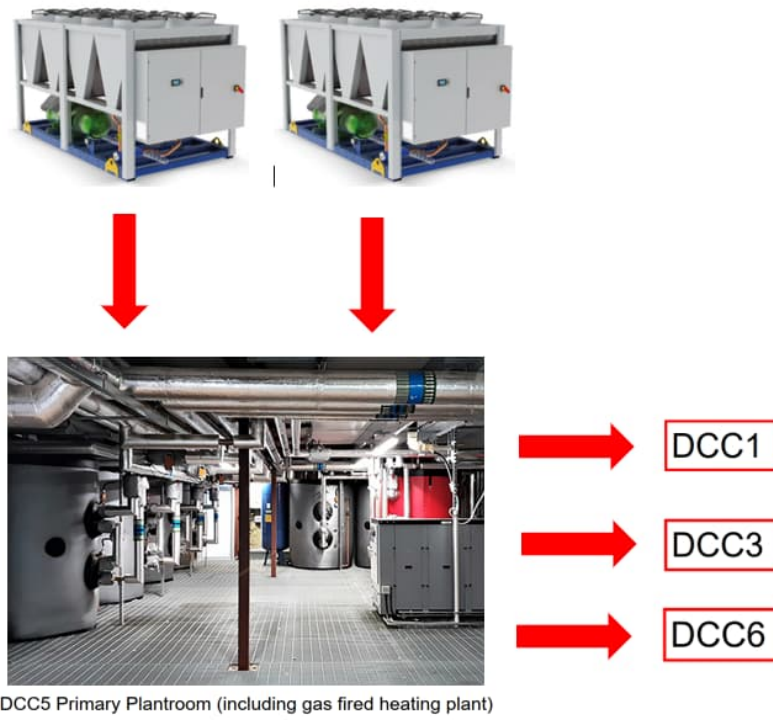 DCC1
DCC3
DCC6
DCC5 Primary Plantroom (including gas fired heating plant)